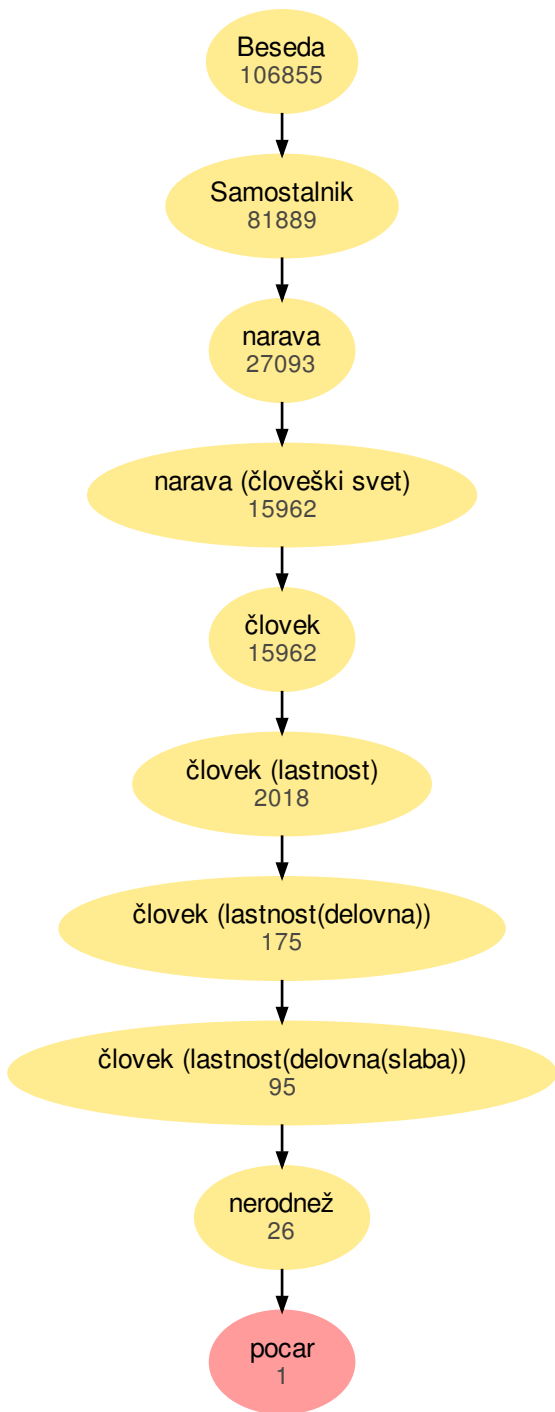 Beseda
106855
Samostalnik
81889
narava
27093
narava (človeški svet)
15962
človek
15962
človek (lastnost)
2018
človek (lastnost(delovna))
175
človek (lastnost(delovna(slaba))
95
nerodnež
26
pocar
1